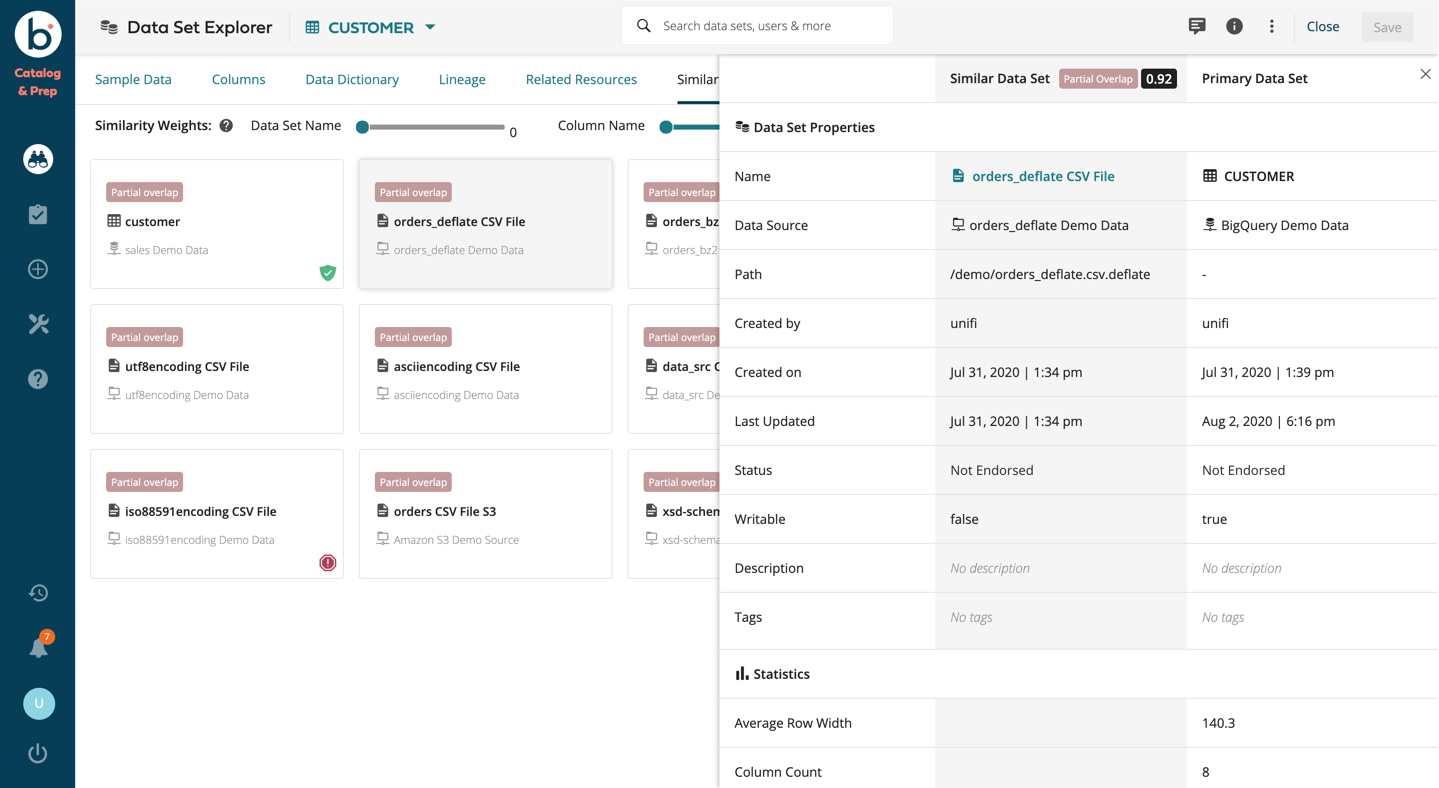 b
Catalog
& Prep
Data Set Explorer
CUSTOMER
Search data sets, users & more
Close
Save
Sample Data
Columns
Data Dictionary
Lineage
Related Resources
Similar
Similarity Weights:
Data Set Name
0
Column Name
Partial overlap
customer
sales Demo Data
Partial overlap
orders_deflate CSV File
orders_deflate Demo Data
Partial overlap
orders_bz
orders_bz2
Partial overlap
utf8encoding CSV File
utf8encoding Demo Data
Partial overlap
asciiencoding CSV File
asciiencoding Demo Data
Partial overlap
data_src C
data_src De
Partial overlap
iso88591encoding CSV File
iso88591encoding Demo Data
Partial overlap
orders CSV File S3
Amazon S3 Demo Source
Partial overlap
xsd-schem
xsd-schema
7
U
Similar Data Set
Partial Overlap
0.92
Primary Data Set
Data Set Properties
Name
orders_deflate CSV File
CUSTOMER
Data Source
orders_deflate Demo Data
BigQuery Demo Data
Path
/demo/orders_deflate.csv.deflate
-
Created by
unifi
unifi
Created on
Jul 31, 2020 | 1:34 pm
Jul 31, 2020 | 1:39 pm
Last Updated
Jul 31, 2020 | 1:34 pm
Aug 2, 2020 | 6:16 pm
Status
Not Endorsed
Not Endorsed
Writable
false
true
Description
No description
No description
Tags
No tags
No tags
Statistics
Average Row Width
140.3
Column Count
8